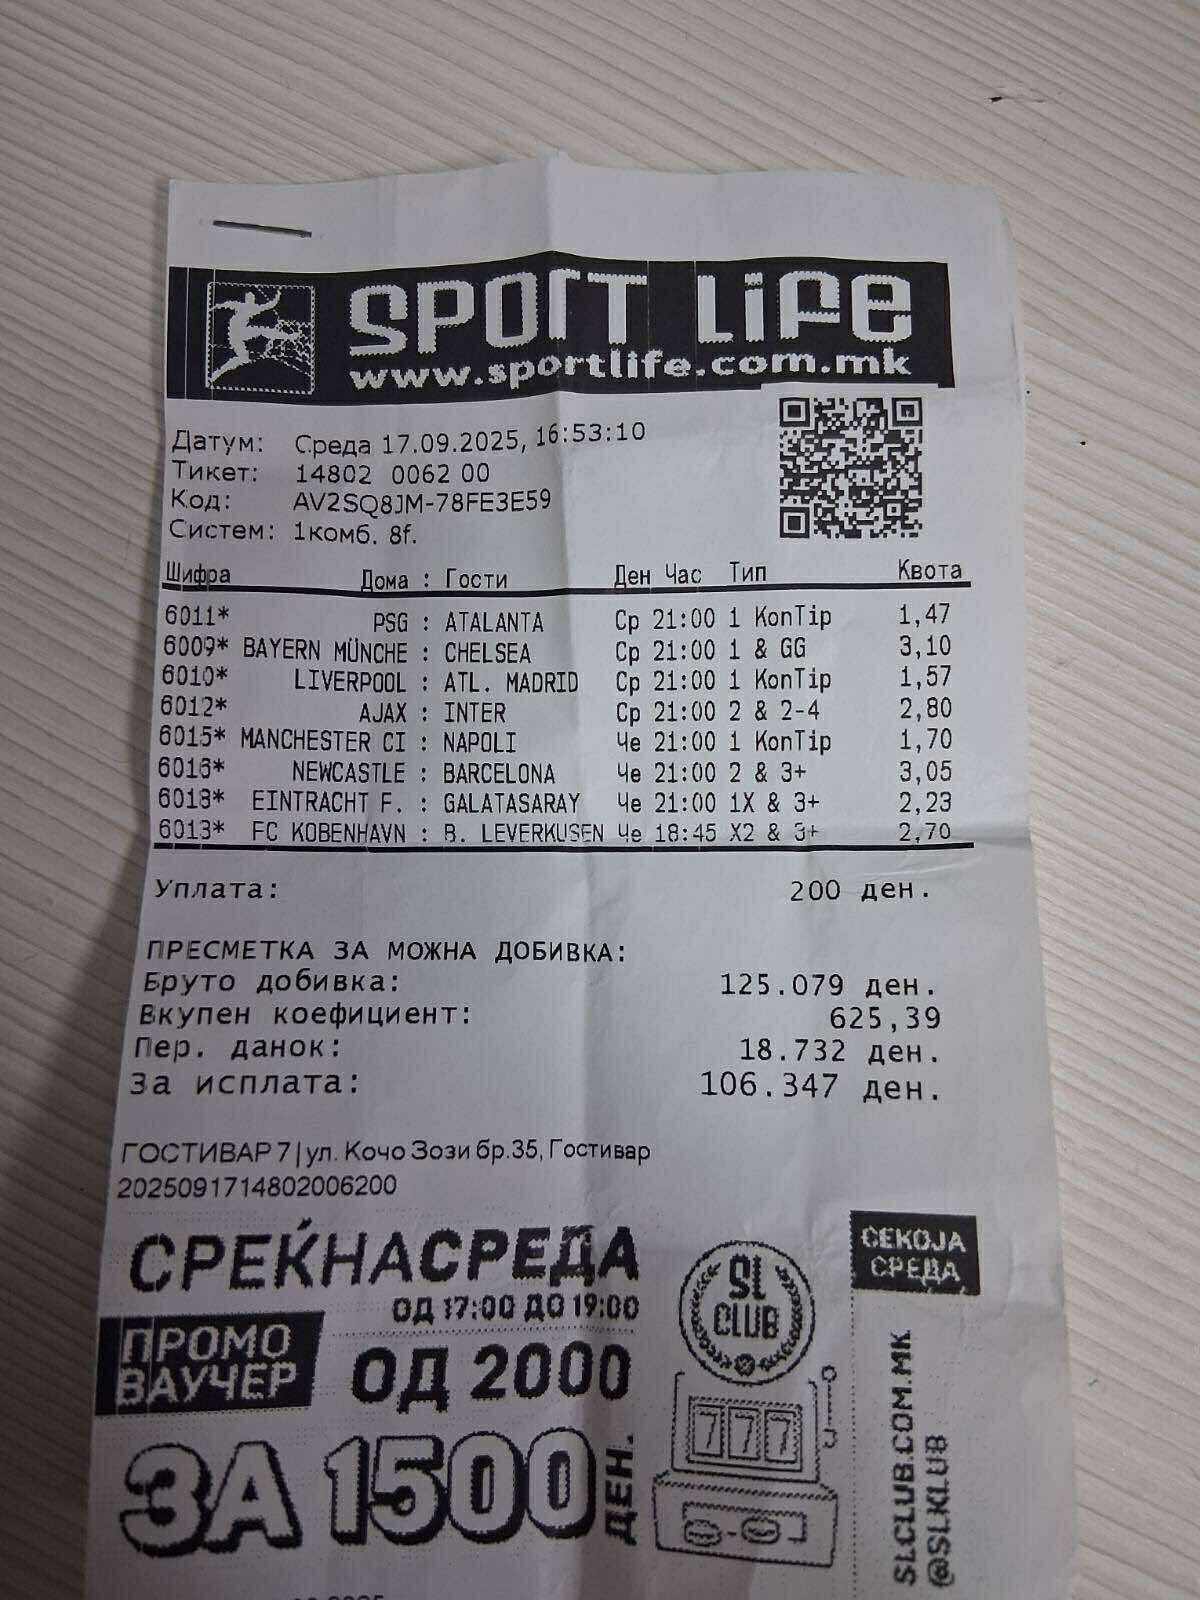 SPORT LIFE
www.sportlife.com.mk
Датум: Среда 17.09.2025, 16:53:10
Тикет: 14802 0062 00
Код: AV2SQ8JM-78FE3E59
Систем: 1комб. 8f.
Шифра Дома : Гости Ден Час Тип Квота
6011* PSG : ATALANTA Ср 21:00 1 KonTip 1,47
6009* BAYERN MÜNCHE : CHELSEA Ср 21:00 1 & GG 3,10
6010* LIVERPOOL : ATL. MADRID Ср 21:00 1 KonTip 1,57
6012* AJAX : INTER Ср 21:00 2 & 2-4 2,80
6015* MANCHESTER CI : NAPOLI Че 21:00 1 KonTip 1,70
6016* NEWCASTLE : BARCELONA Че 21:00 2 & 3+ 3,05
6018* EINTRACHT F. : GALATASARAY Че 21:00 1X & 3+ 2,23
6013* FC KOBENHAVN : B. LEVERKUSEN Че 18:45 X2 & 3+ 2,70
Уплата: 200 ден.
ПРЕСМЕТКА ЗА МОЖНА ДОБИВКА:
Бруто добивка: 125.079 ден.
Вкупен коефициент: 625,39
Пер. данок: 18.732 ден.
За исплата: 106.347 ден.
ГОСТИВАР 7|ул. Кочо Зози бр.35, Гостивар
2025091714802006200
СРЕЌНАСРЕДА
ОД 17:00 ДО 19:00
ПРОМО ВАУЧЕР
ОД 2000
ЗА 1500 ДЕН.
SL CLUB
777
СЕКОЈА СРЕДА
SLCLUB.COM.MK
@SLKLUB